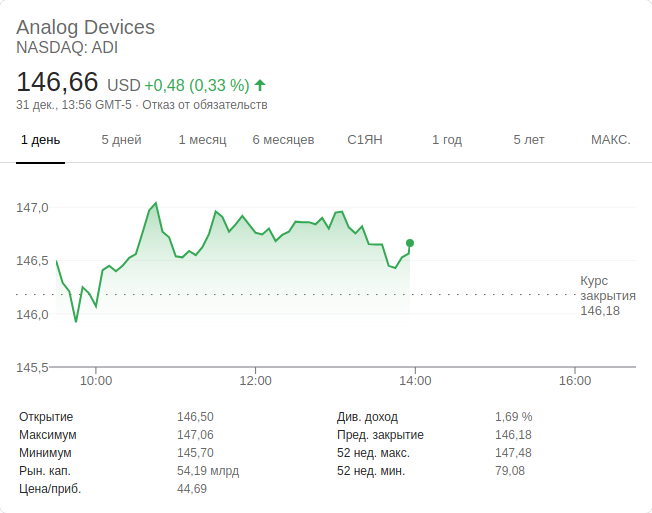 Analog Devices
NASDAQ: ADI
146,66 USD +0,48 (0,33 %)
31 дек., 13:56 GMT-5 · Отказ от обязательств
1 день 5 дней 1 месяц 6 месяцев С1ЯН 1 год 5 лет МАКС.
147,0
146,5
146,0
145,5
Курс
закрытия
146,18
10:00 12:00 14:00 16:00
Открытие 146,50 Див. доход 1,69 %
Максимум 147,06 Пред. закрытие 146,18
Минимум 145,70 52 нед. макс. 147,48
Рын. кап. 54,19 млрд 52 нед. мин. 79,08
Цена/приб. 44,69